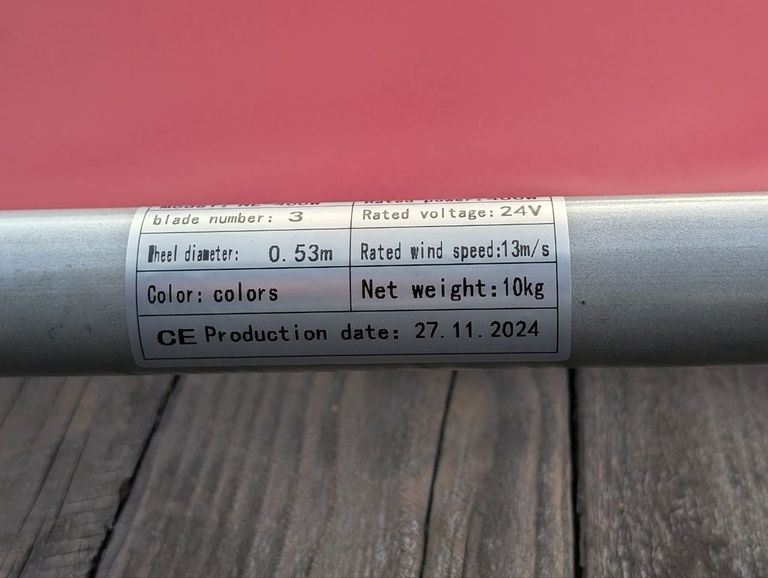 blade number: 3
Rated voltage: 24V
Wheel diameter: 0.53m
Rated wind speed:13m/s
Color: colors
Net weight:10kg
CE Production date: 27.11.2024